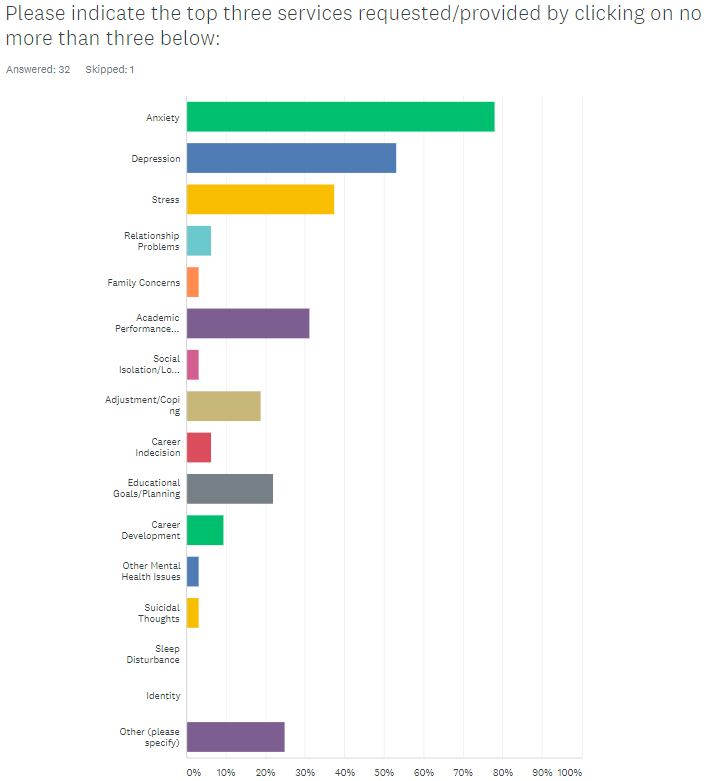 Please indicate the top three services requested/provided by clicking on no
more than three below:
Answered: 32 Skipped: 1
Anxiety
Depression
Stress
Relationship
Problems
Family Concerns
Academic
Performance...
Social
Isolation/Lo...
Adjustment/Copi
ng
Career
Indecision
Educational
Goals/Planning
Career
Development
Other Mental
Health Issues
Suicidal
Thoughts
Sleep
Disturbance
Identity
Other (please
specify)
0% 10% 20% 30% 40% 50% 60% 70% 80% 90% 100%